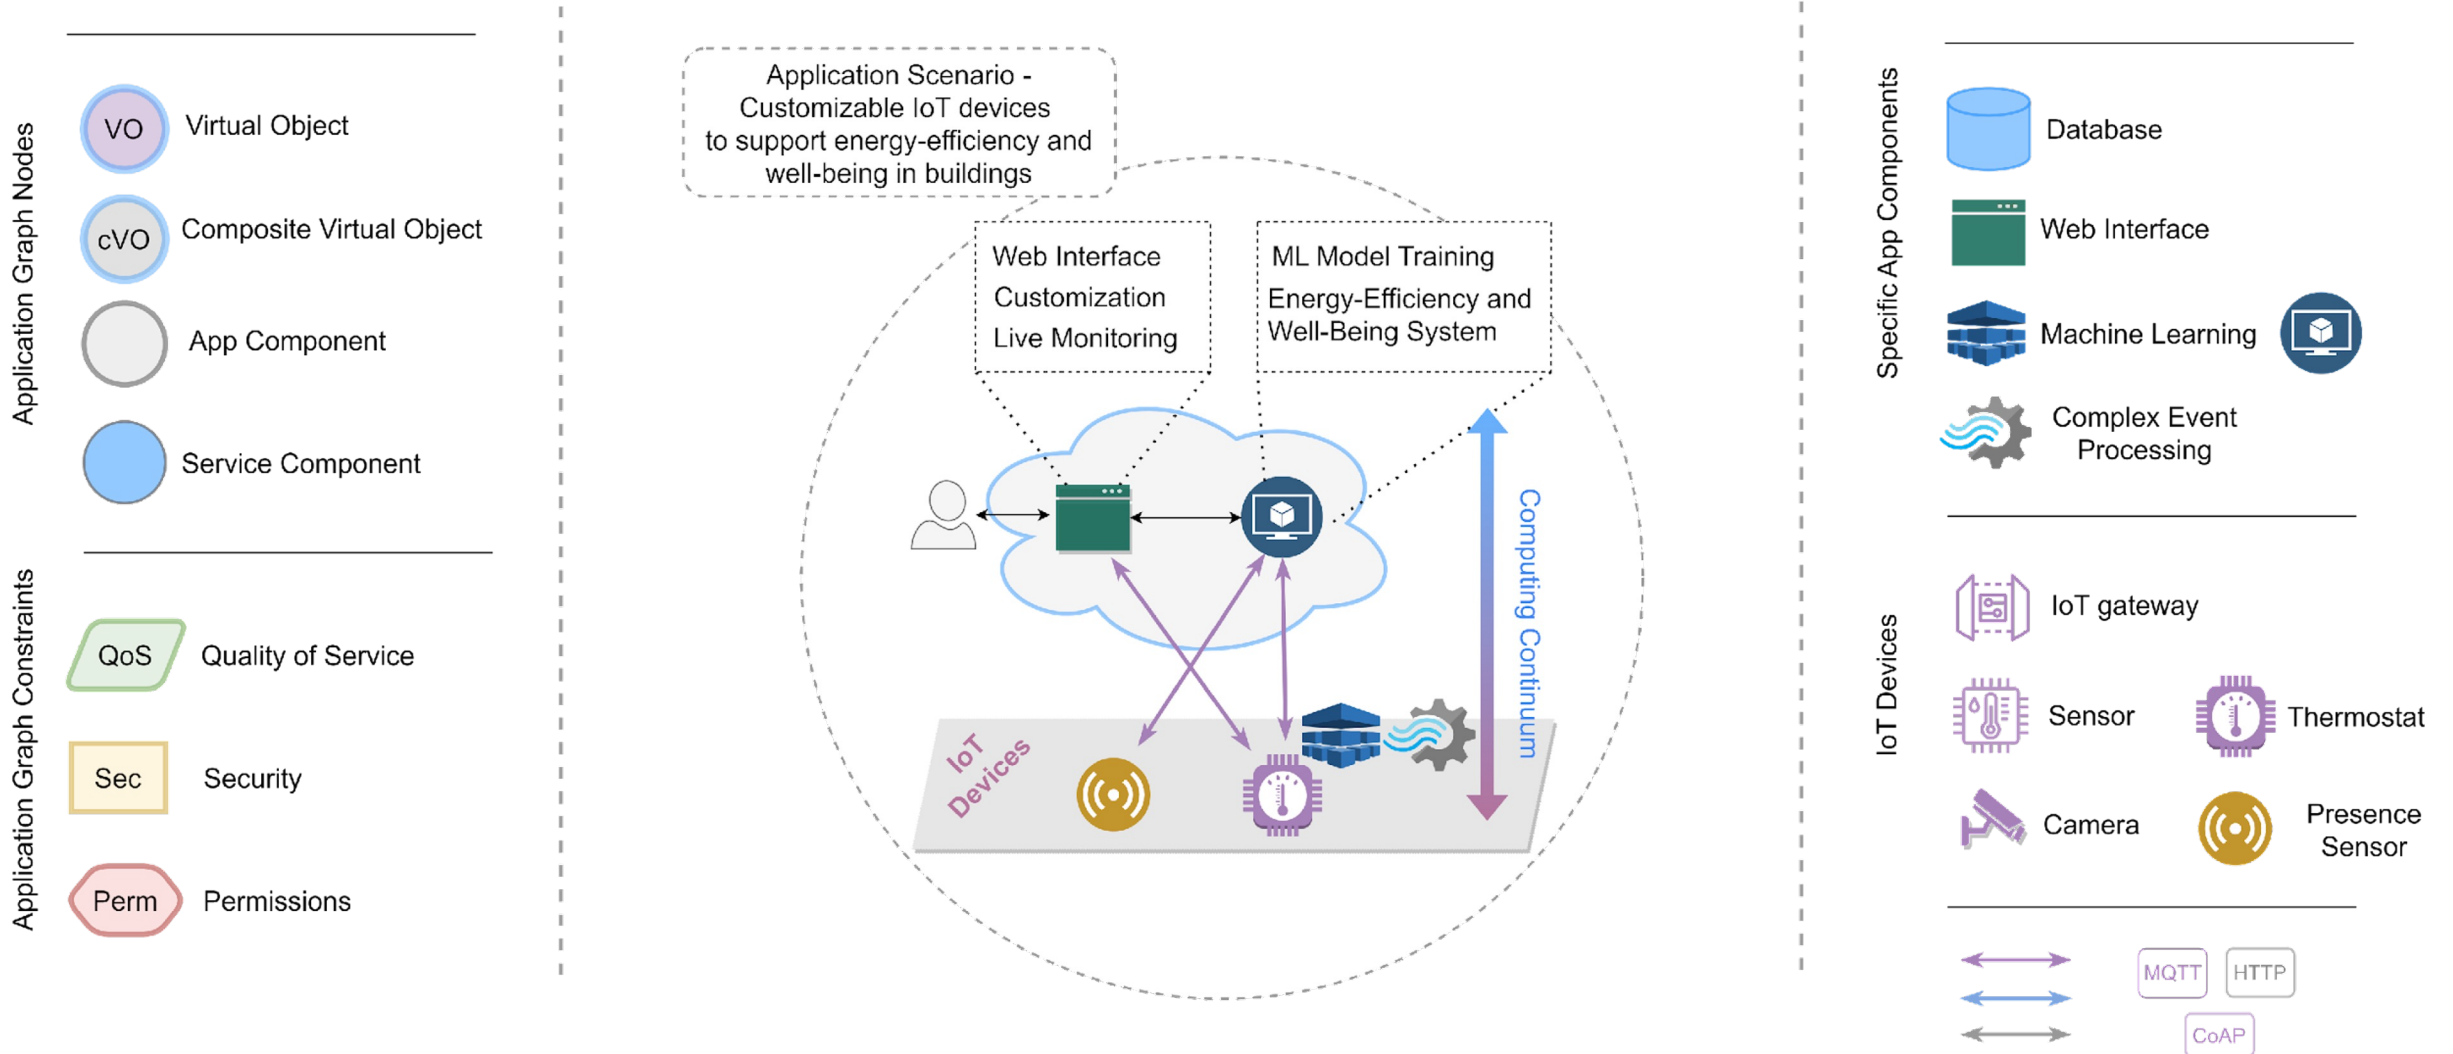 Application Graph Nodes
VO
Virtual Object
cVO
Composite Virtual Object
App Component
Service Component
Application Graph Constraints
QoS
Quality of Service
Sec
Security
Perm
Permissions
Application Scenario -
Customizable IoT devices
to support energy-efficiency and
well-being in buildings
Web Interface
Customization
Live Monitoring
ML Model Training
Energy-Efficiency and
Well-Being System
Computing Continuum
IoT
Devices
Specific App Components
Database
Web Interface
Machine Learning
Complex Event
Processing
IoT Devices
IoT gateway
Sensor
Thermostat
Camera
Presence
Sensor
MQTT
HTTP
CoAP